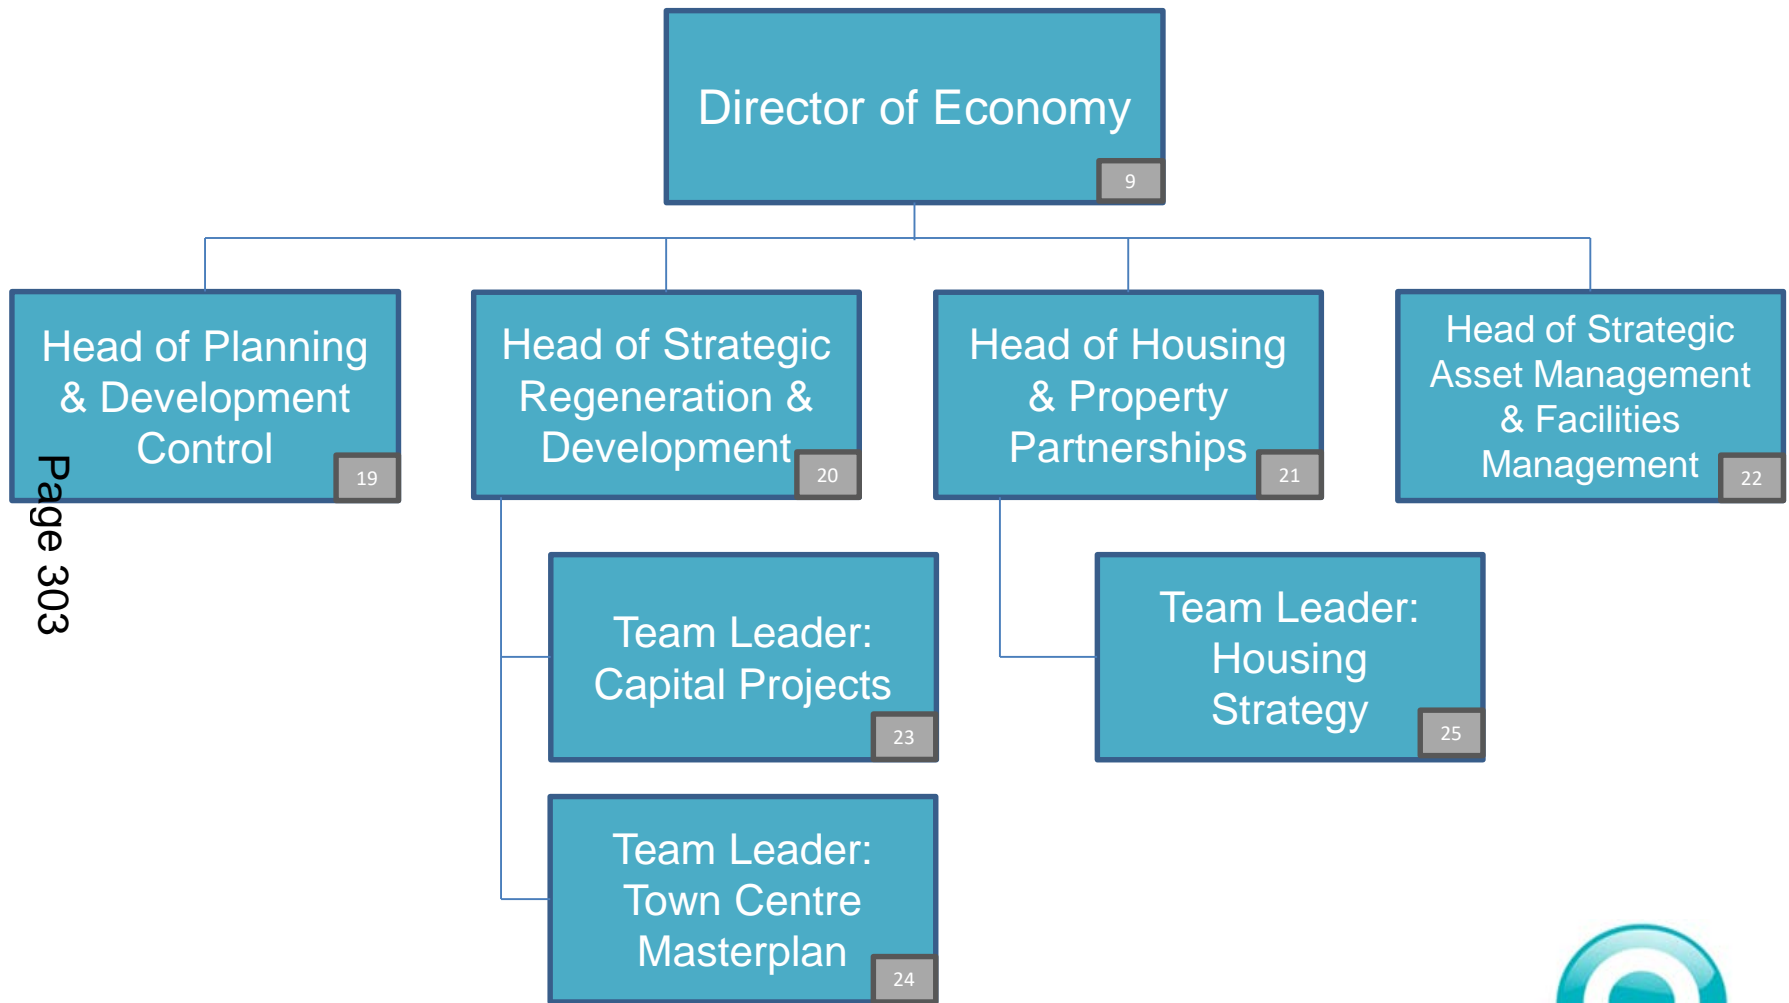 Director of Economy
9
Head of Planning
& Development
Control
19
Head of Strategic
Regeneration &
Development
20
Head of Housing
& Property
Partnerships
21
Head of Strategic
Asset Management
& Facilities
Management
22
Page 303
Team Leader:
Capital Projects
23
Team Leader:
Housing
Strategy
25
Team Leader:
Town Centre
Masterplan
24